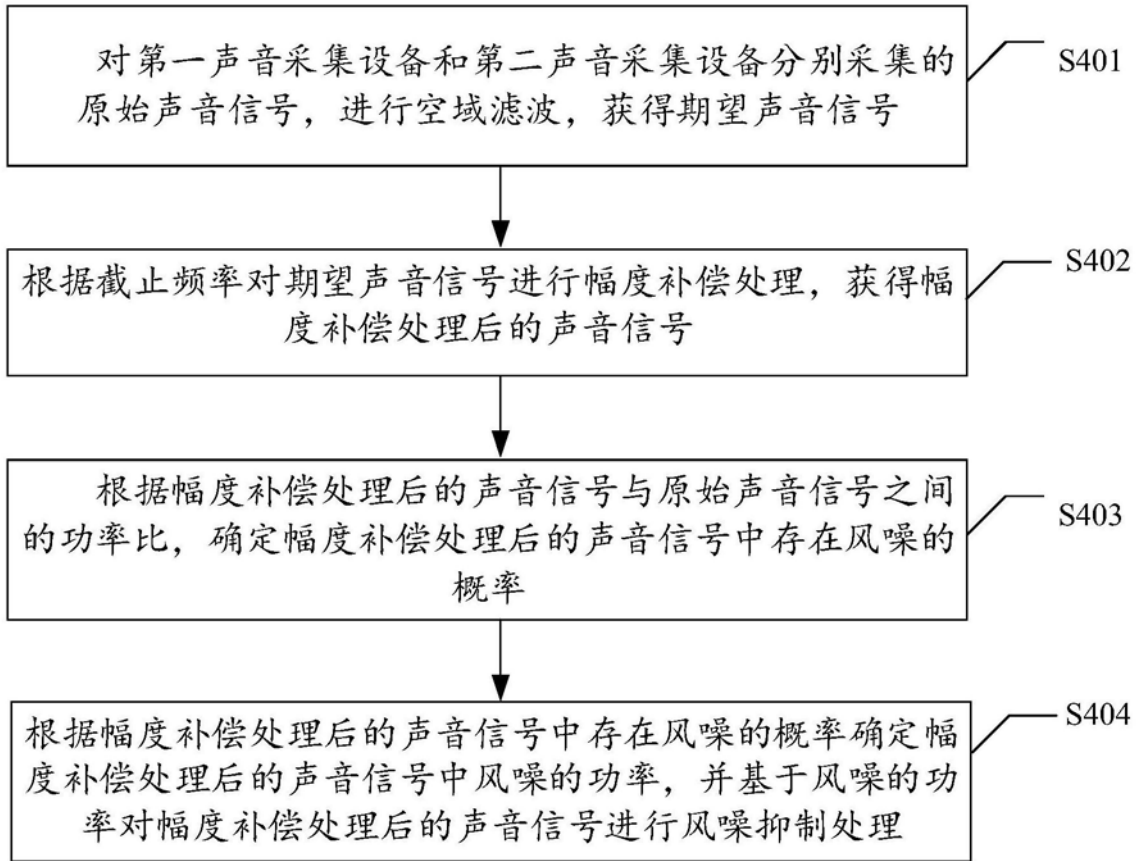 对第一声音采集设备和第二声音采集设备分别采集的
原始声音信号，进行空域滤波，获得期望声音信号
S401
根据截止频率对期望声音信号进行幅度补偿处理，获得幅
度补偿处理后的声音信号
S402
根据幅度补偿处理后的声音信号与原始声音信号之间
的功率比，确定幅度补偿处理后的声音信号中存在风噪的
概率
S403
根据幅度补偿处理后的声音信号中存在风噪的概率确定幅
度补偿处理后的声音信号中风噪的功率，并基于风噪的功
率对幅度补偿处理后的声音信号进行风噪抑制处理
S404